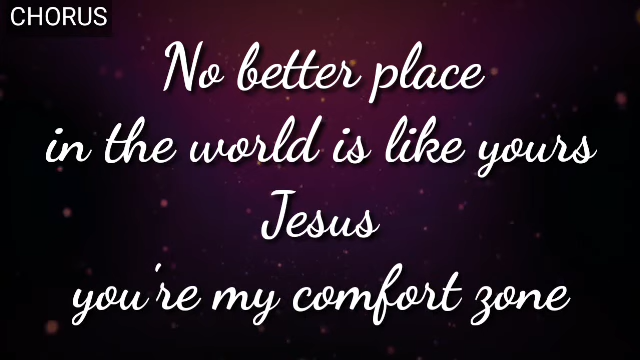 CHORUS
No better place
in the world is like yours
Jesus
you're my comfort zone